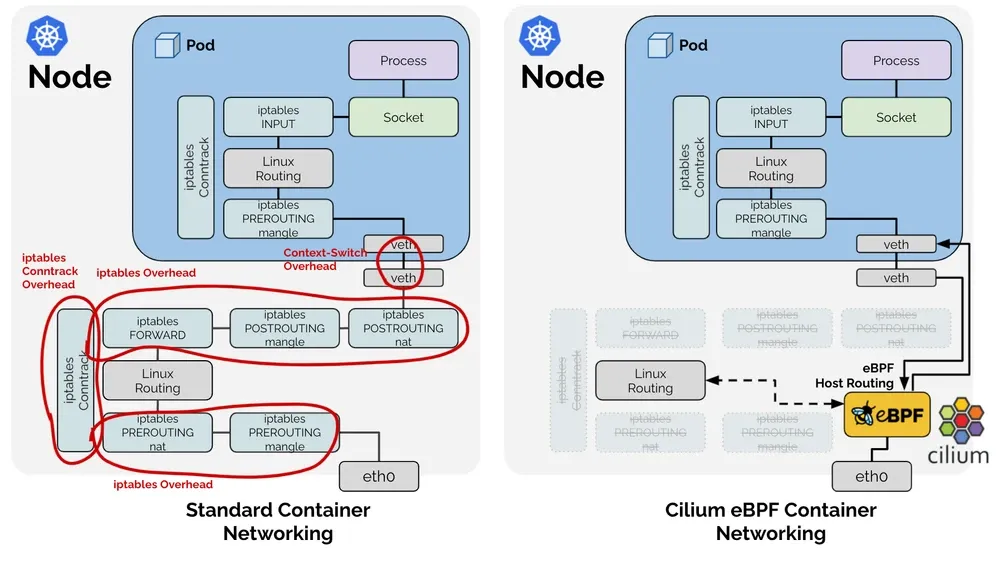 Node
Pod
Process
iptables
INPUT
Socket
iptables
Conntrack
Linux
Routing
iptables
PREROUTING
mangle
veth
Context-Switch
Overhead
veth
iptables
Conntrack
Overhead
iptables Overhead
iptables
FORWARD
iptables
POSTROUTING
mangle
iptables
POSTROUTING
nat
iptables
Conntrack
Linux
Routing
iptables
PREROUTING
nat
iptables
PREROUTING
mangle
iptables Overhead
eth0
Standard Container
Networking
Node
Pod
Process
iptables
INPUT
Socket
iptables
Conntrack
Linux
Routing
iptables
PREROUTING
mangle
veth
veth
iptables
FORWARD
iptables
POSTROUTING
mangle
iptables
POSTROUTING
nat
iptables
Conntrack
Linux
Routing
eBPF
Host Routing
eBPF
iptables
PREROUTING
nat
iptables
PREROUTING
mangle
cilium
eth0
Cilium eBPF Container
Networking